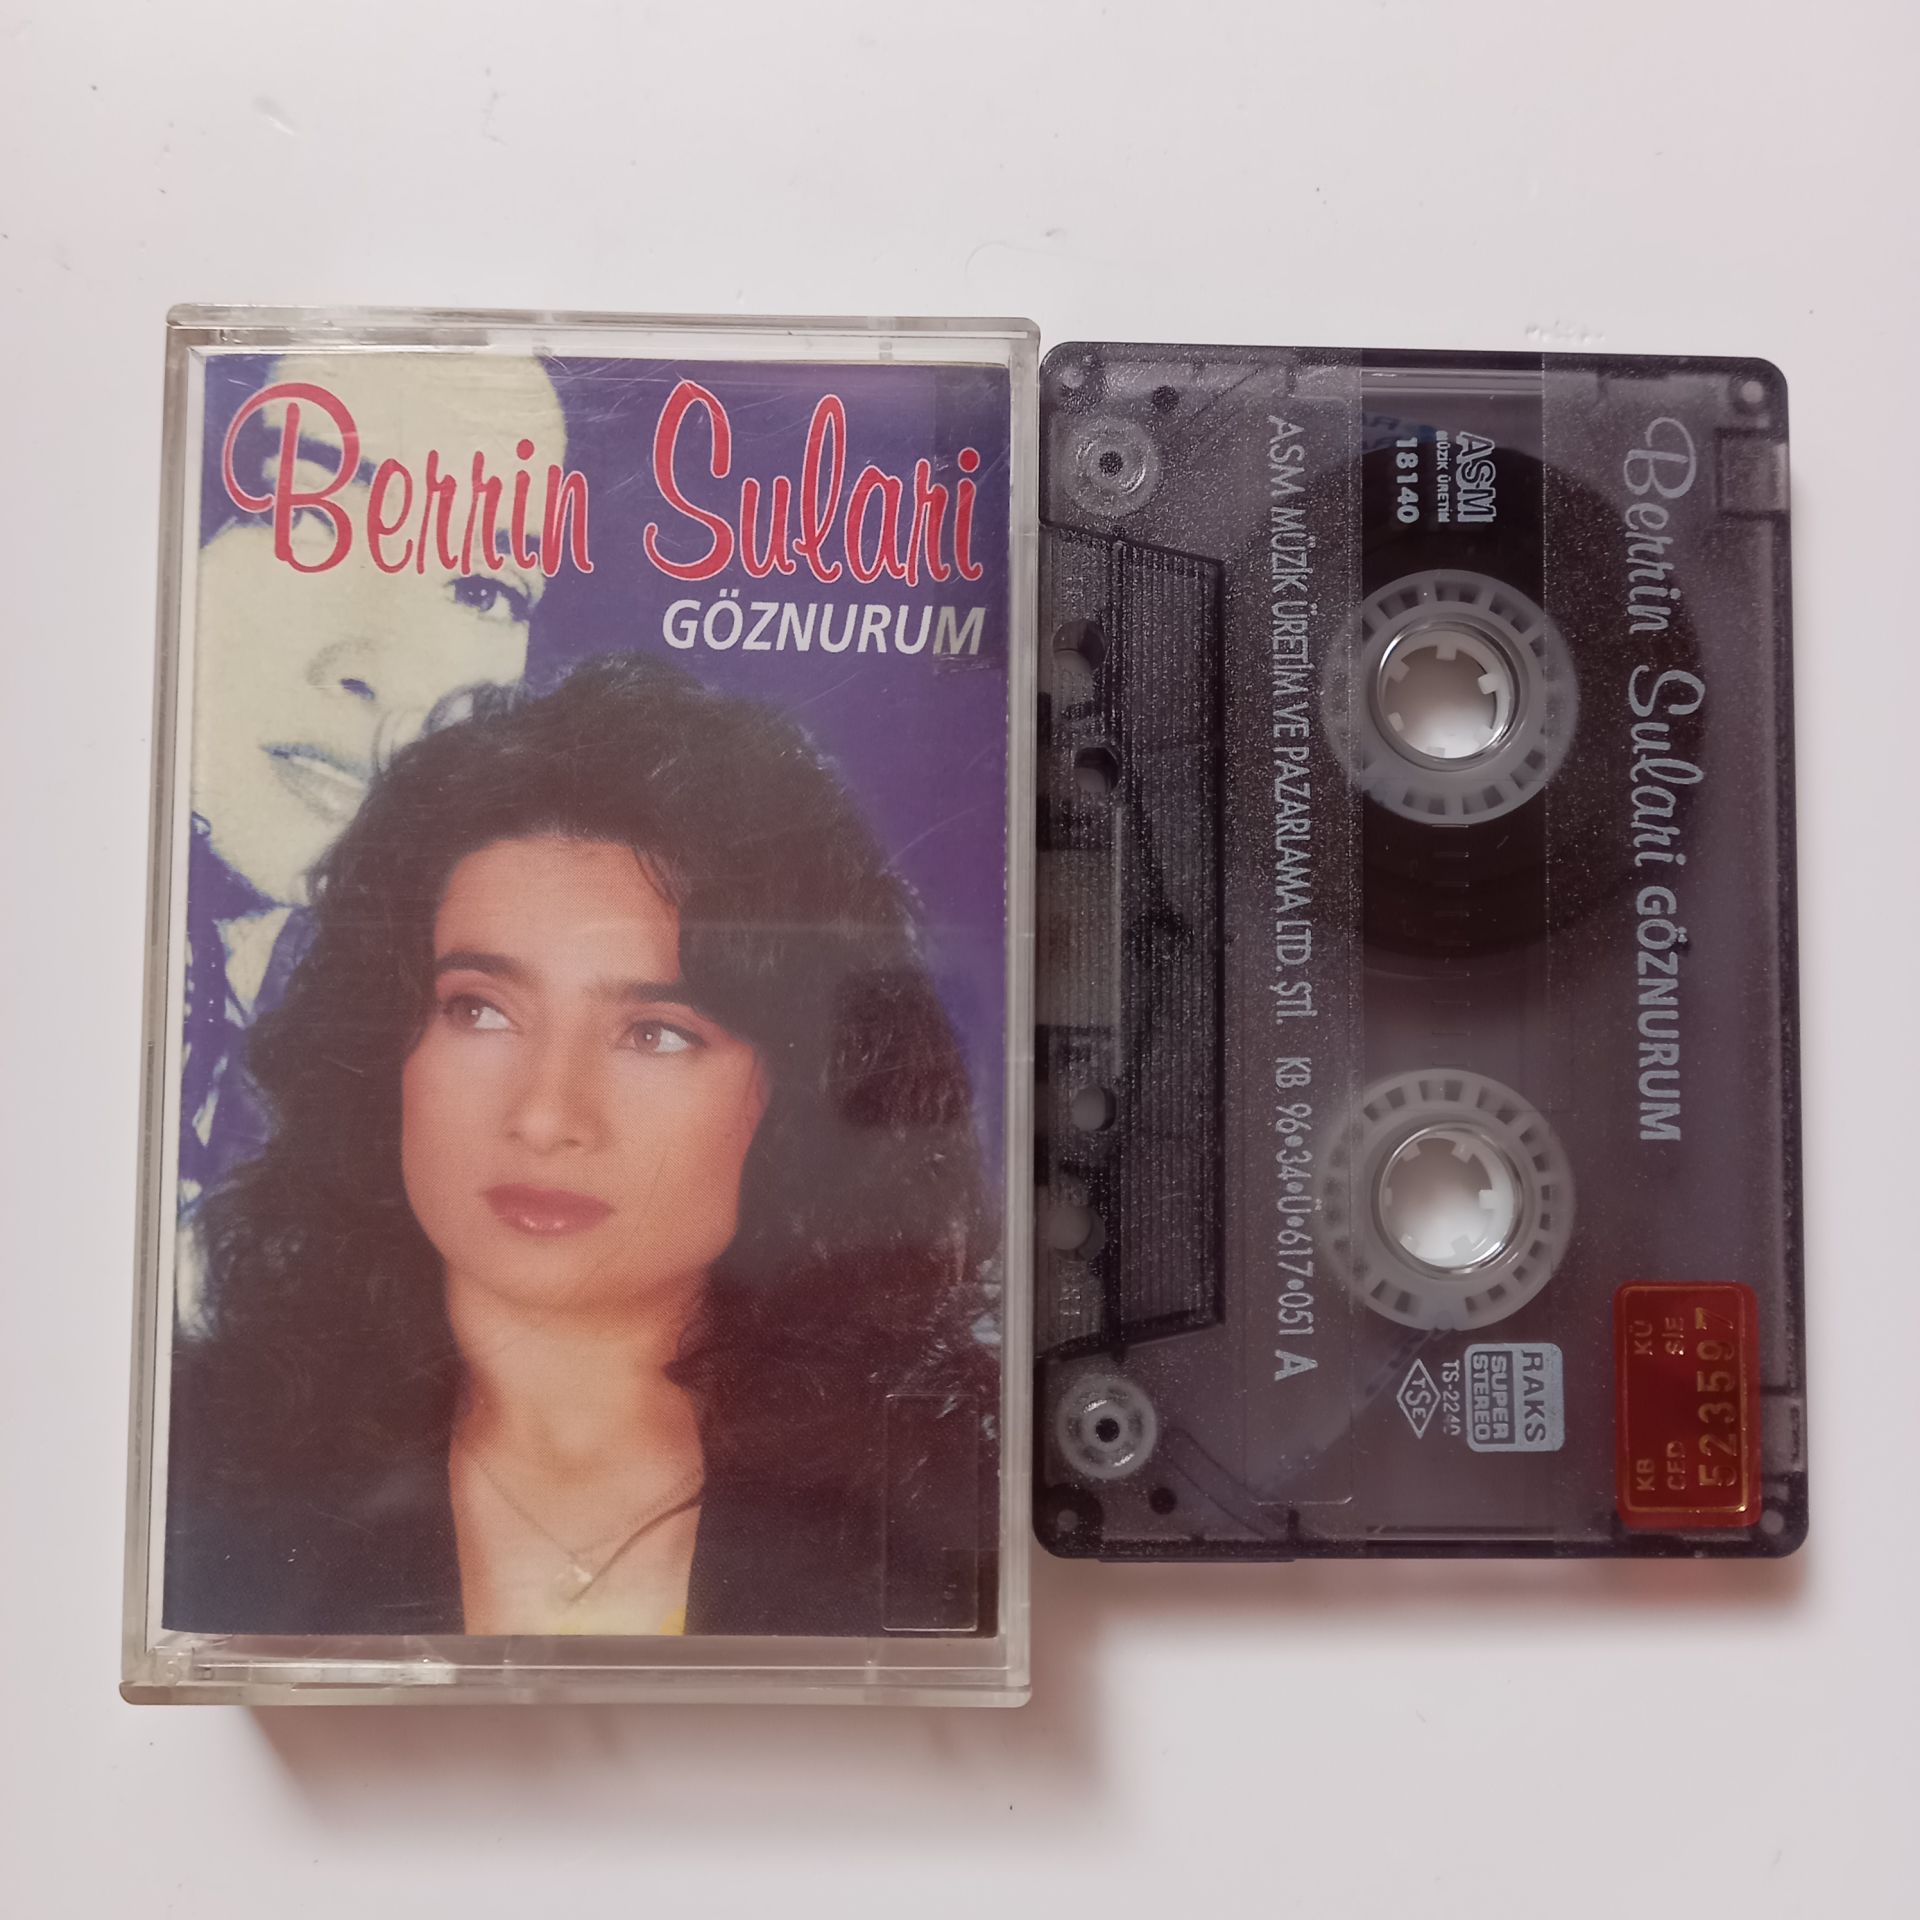 Berrin Sulari
GÖZNURUM
Berrin Sulari GÖZNURUM
ASM
MÜZİK ÜRETİM
18140
ASM MÜZİK ÜRETİM VE PAZARLAMA LTD. ŞTİ. KB 96•34•Ü•617•051 A
RAKS
SUPER
STEREO
TS-2240
TSE
KB KÜ
CED SİE
523597